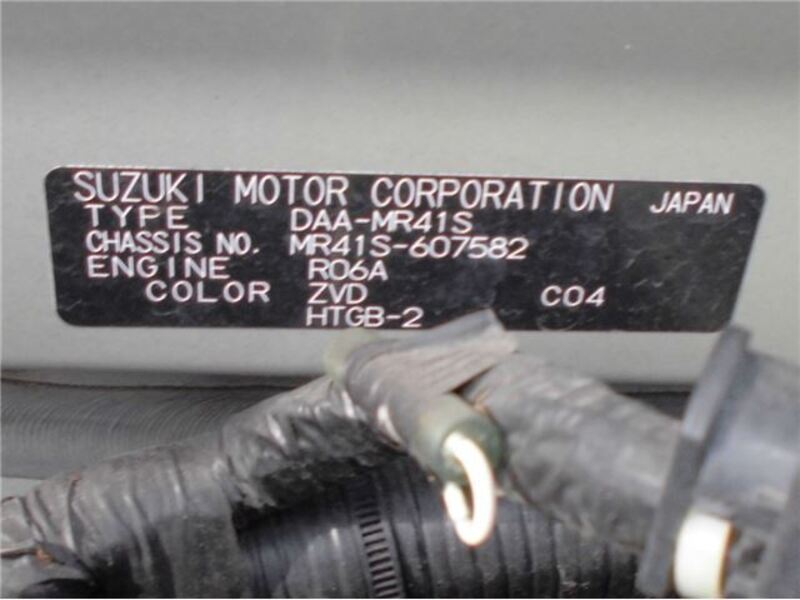 SUZUKI MOTOR CORPORATION JAPAN
TYPE DAA-MR41S
CHASSIS NO. MR41S-607582
ENGINE R06A
COLOR ZVD C04
HTGB-2